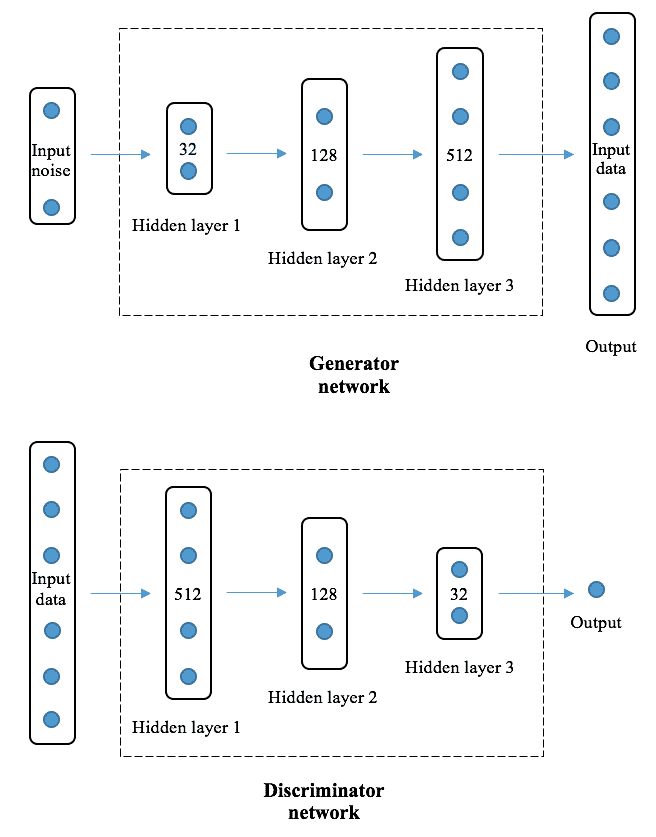 Input
noise
32
Hidden layer 1
128
Hidden layer 2
512
Hidden layer 3
Input
data
Output
Generator
network
Input
data
512
Hidden layer 1
128
Hidden layer 2
32
Hidden layer 3
Output
Discriminator
network